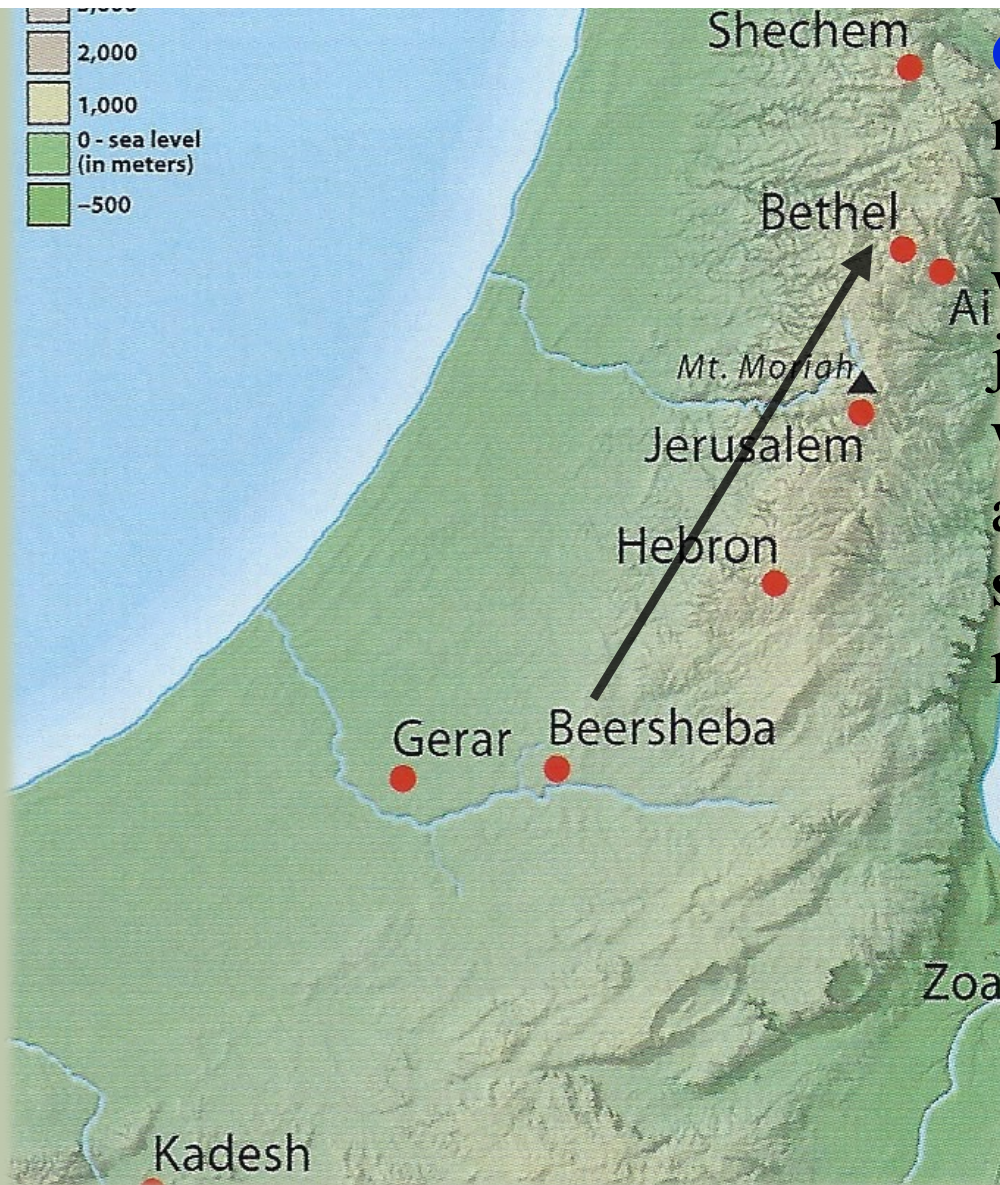 2,000
1,000
0 - sea level
(in meters)
–500
Shechem
Bethel
Ai
Mt. Moriah
Jerusalem
Hebron
Gerar
Beersheba
Zoa
Kadesh